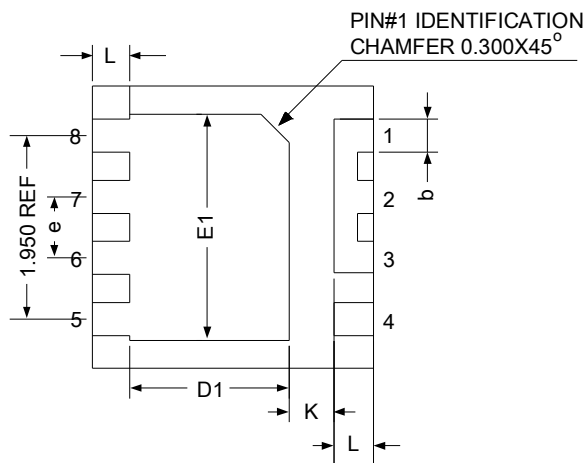 PIN#1 IDENTIFICATION
CHAMFER 0.300X45°
L
8
7
6
5
1.950 REF
e
E1
1
2
3
4
b
D1
K
L